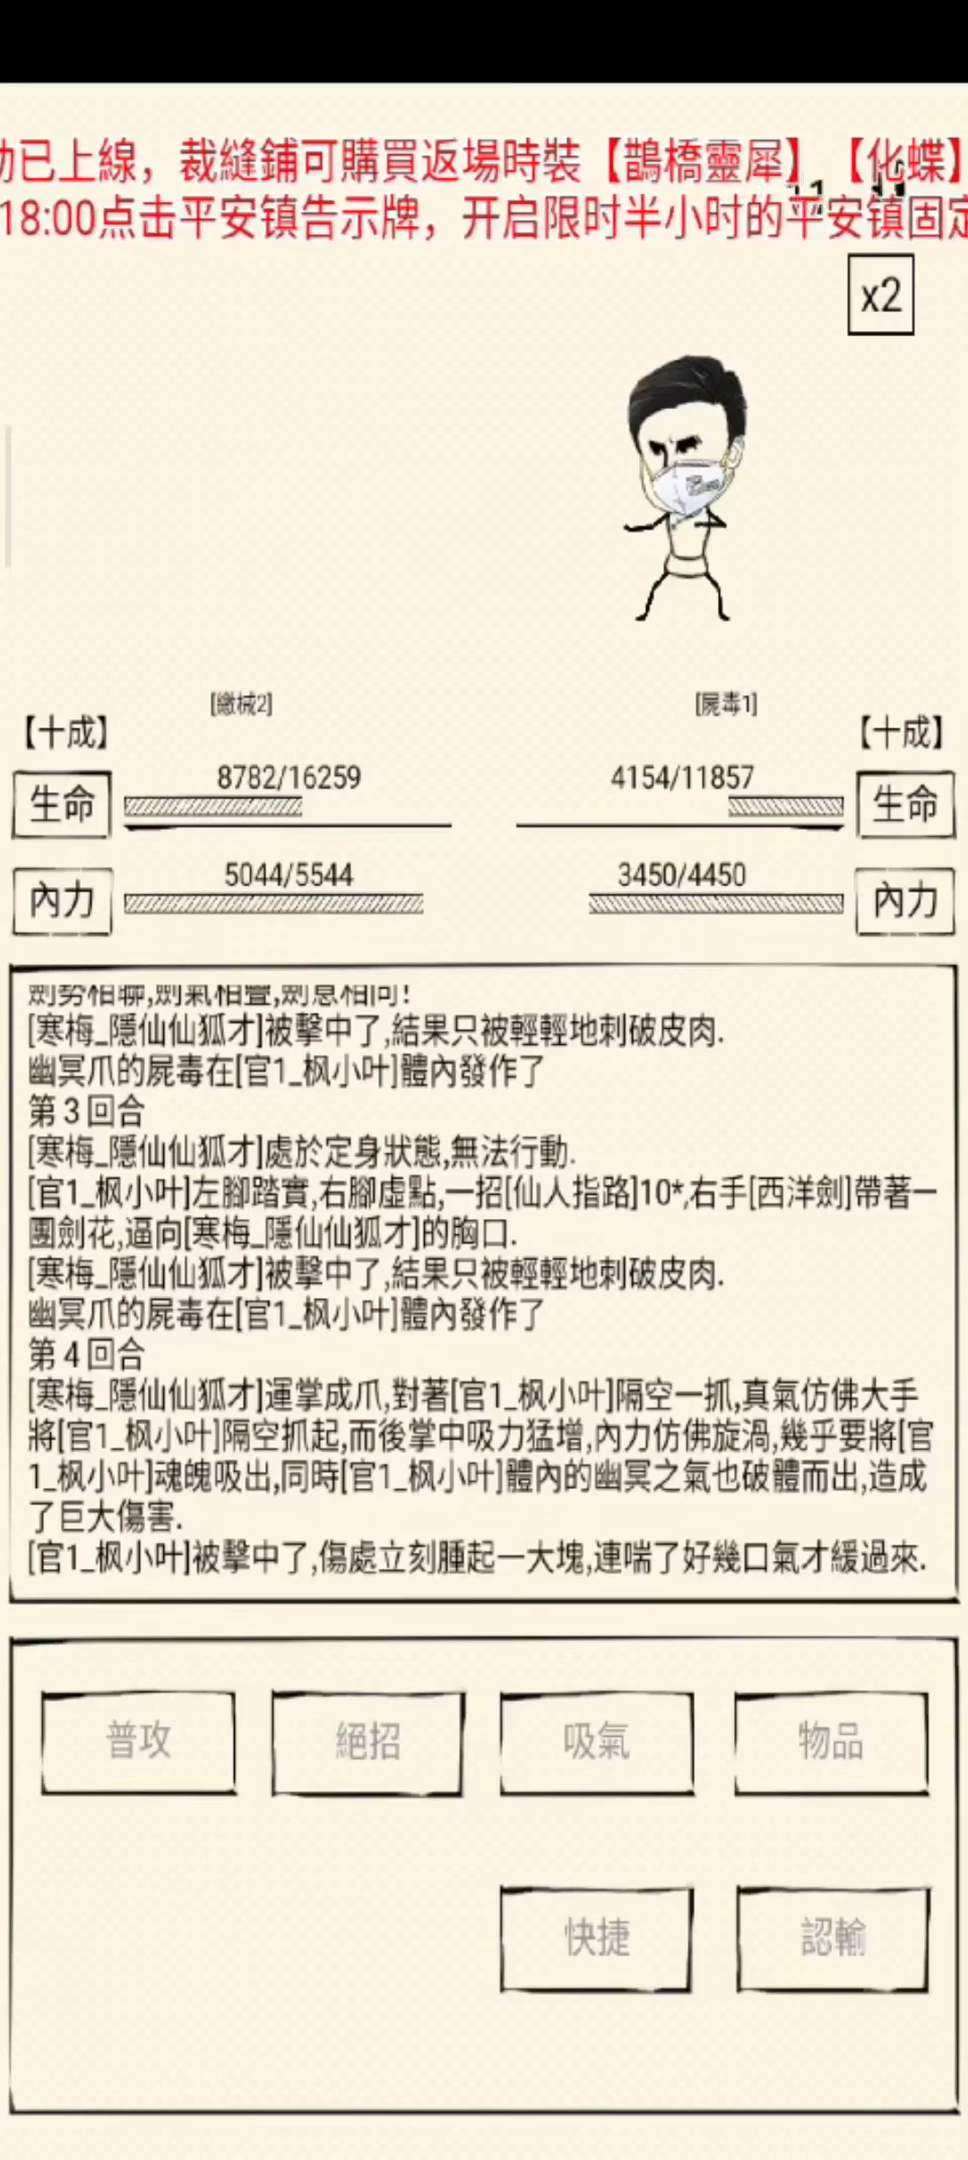 动已上線，裁縫鋪可購買返場時裝【鵲橋靈犀】【化蝶】
18:00点击平安镇告示牌，开启限时半小时的平安镇固定
x2
[繳械2] [屍毒1]
【十成】 【十成】
8782/16259 4154/11857
生命 生命
5044/5544 3450/4450
內力 內力
劍勢相聯,劍氣相疊,劍意相同!
[寒梅_隱仙仙狐才]被擊中了,結果只被輕輕地刺破皮肉.
幽冥爪的屍毒在[官1_枫小叶]體內發作了
第3回合
[寒梅_隱仙仙狐才]處於定身狀態,無法行動.
[官1_枫小叶]左腳踏實,右腳虛點,一招[仙人指路]10*,右手[西洋劍]帶著一
團劍花,逼向[寒梅_隱仙仙狐才]的胸口.
[寒梅_隱仙仙狐才]被擊中了,結果只被輕輕地刺破皮肉.
幽冥爪的屍毒在[官1_枫小叶]體內發作了
第4回合
[寒梅_隱仙仙狐才]運掌成爪,對著[官1_枫小叶]隔空一抓,真氣仿佛大手
將[官1_枫小叶]隔空抓起,而後掌中吸力猛增,內力仿佛旋渦,幾乎要將[官
1_枫小叶]魂魄吸出,同時[官1_枫小叶]體內的幽冥之氣也破體而出,造成
了巨大傷害.
[官1_枫小叶]被擊中了,傷處立刻腫起一大塊,連喘了好幾口氣才緩過來.
普攻 絕招 吸氣 物品
快捷 認輸